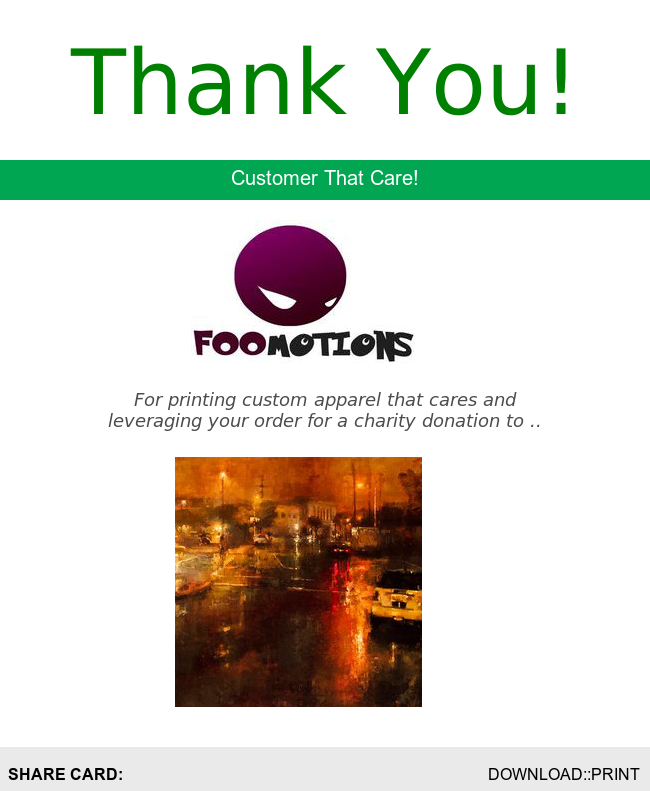 Thank You!
Customer That Care!
FOOMOTIONS
For printing custom apparel that cares and
leveraging your order for a charity donation to ..
SHARE CARD:
DOWNLOAD::PRINT